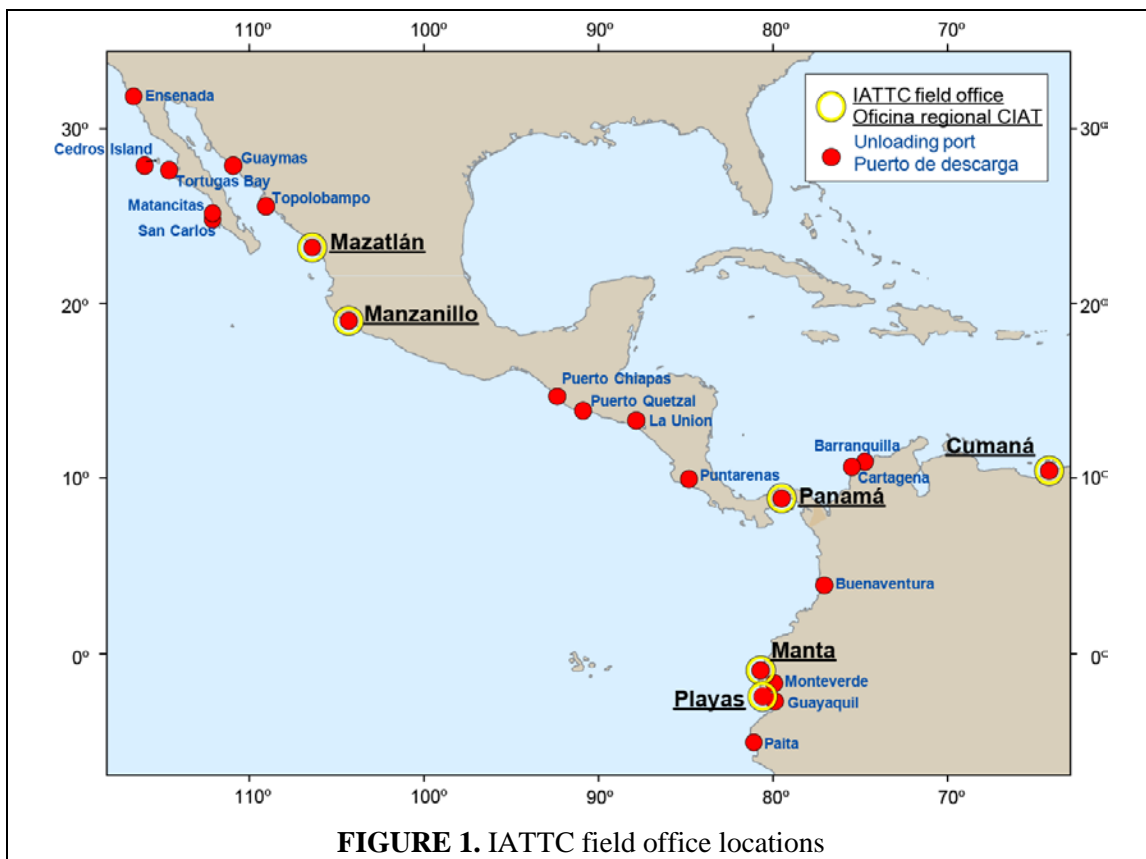 110º 100º 90º 80º 70º
IATTC field office
Oficina regional CIAT
Unloading port
Puerto de descarga
Ensenada
30º 30º
Cedros Island
Guaymas
Tortugas Bay
Topolobampo
Matancitas
San Carlos
Mazatlán
20º 20º
Manzanillo
Puerto Chiapas
Puerto Quetzal
La Union
Barranquilla
Cumaná
Cartagena
10º 10º
Puntarenas
Panamá
Buenaventura
0º 0º
Manta
Monteverde
Playas
Guayaquil
Paita
110º 100º 90º 80º 70º
FIGURE 1. IATTC field office locations